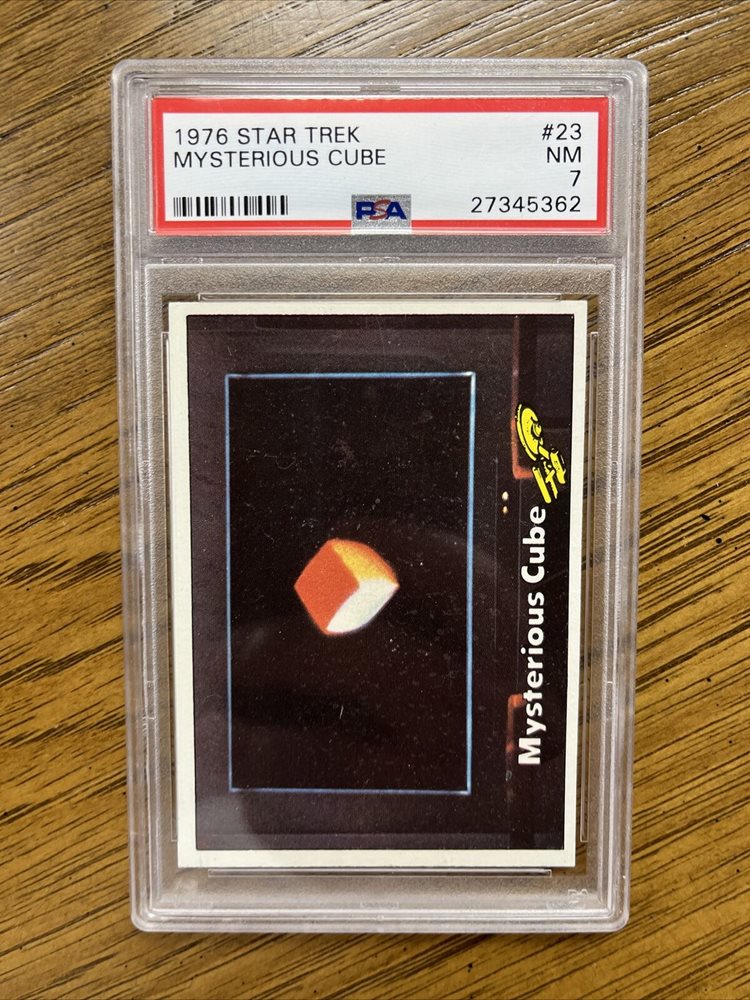 1976 STAR TREK #23
MYSTERIOUS CUBE NM
7
PSA 27345362
Mysterious Cube